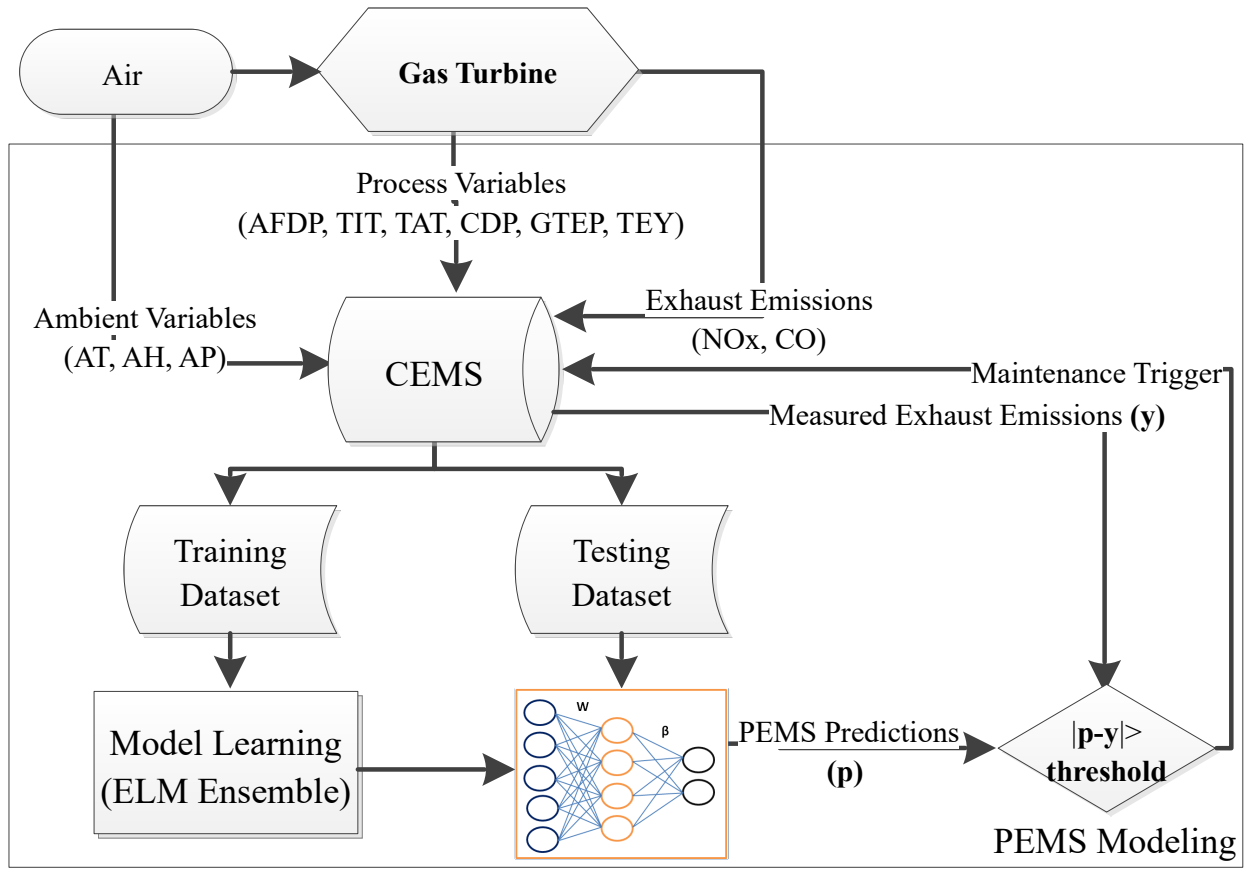 Air
Gas Turbine
Process Variables
(AFDP, TIT, TAT, CDP, GTEP, TEY)
Ambient Variables
(AT, AH, AP)
Exhaust Emissions
(NOx, CO)
CEMS
Maintenance Trigger
Measured Exhaust Emissions (y)
Training
Dataset
Testing
Dataset
Model Learning
(ELM Ensemble)
W
β
PEMS Predictions
(p)
|p-y|>
threshold
PEMS Modeling